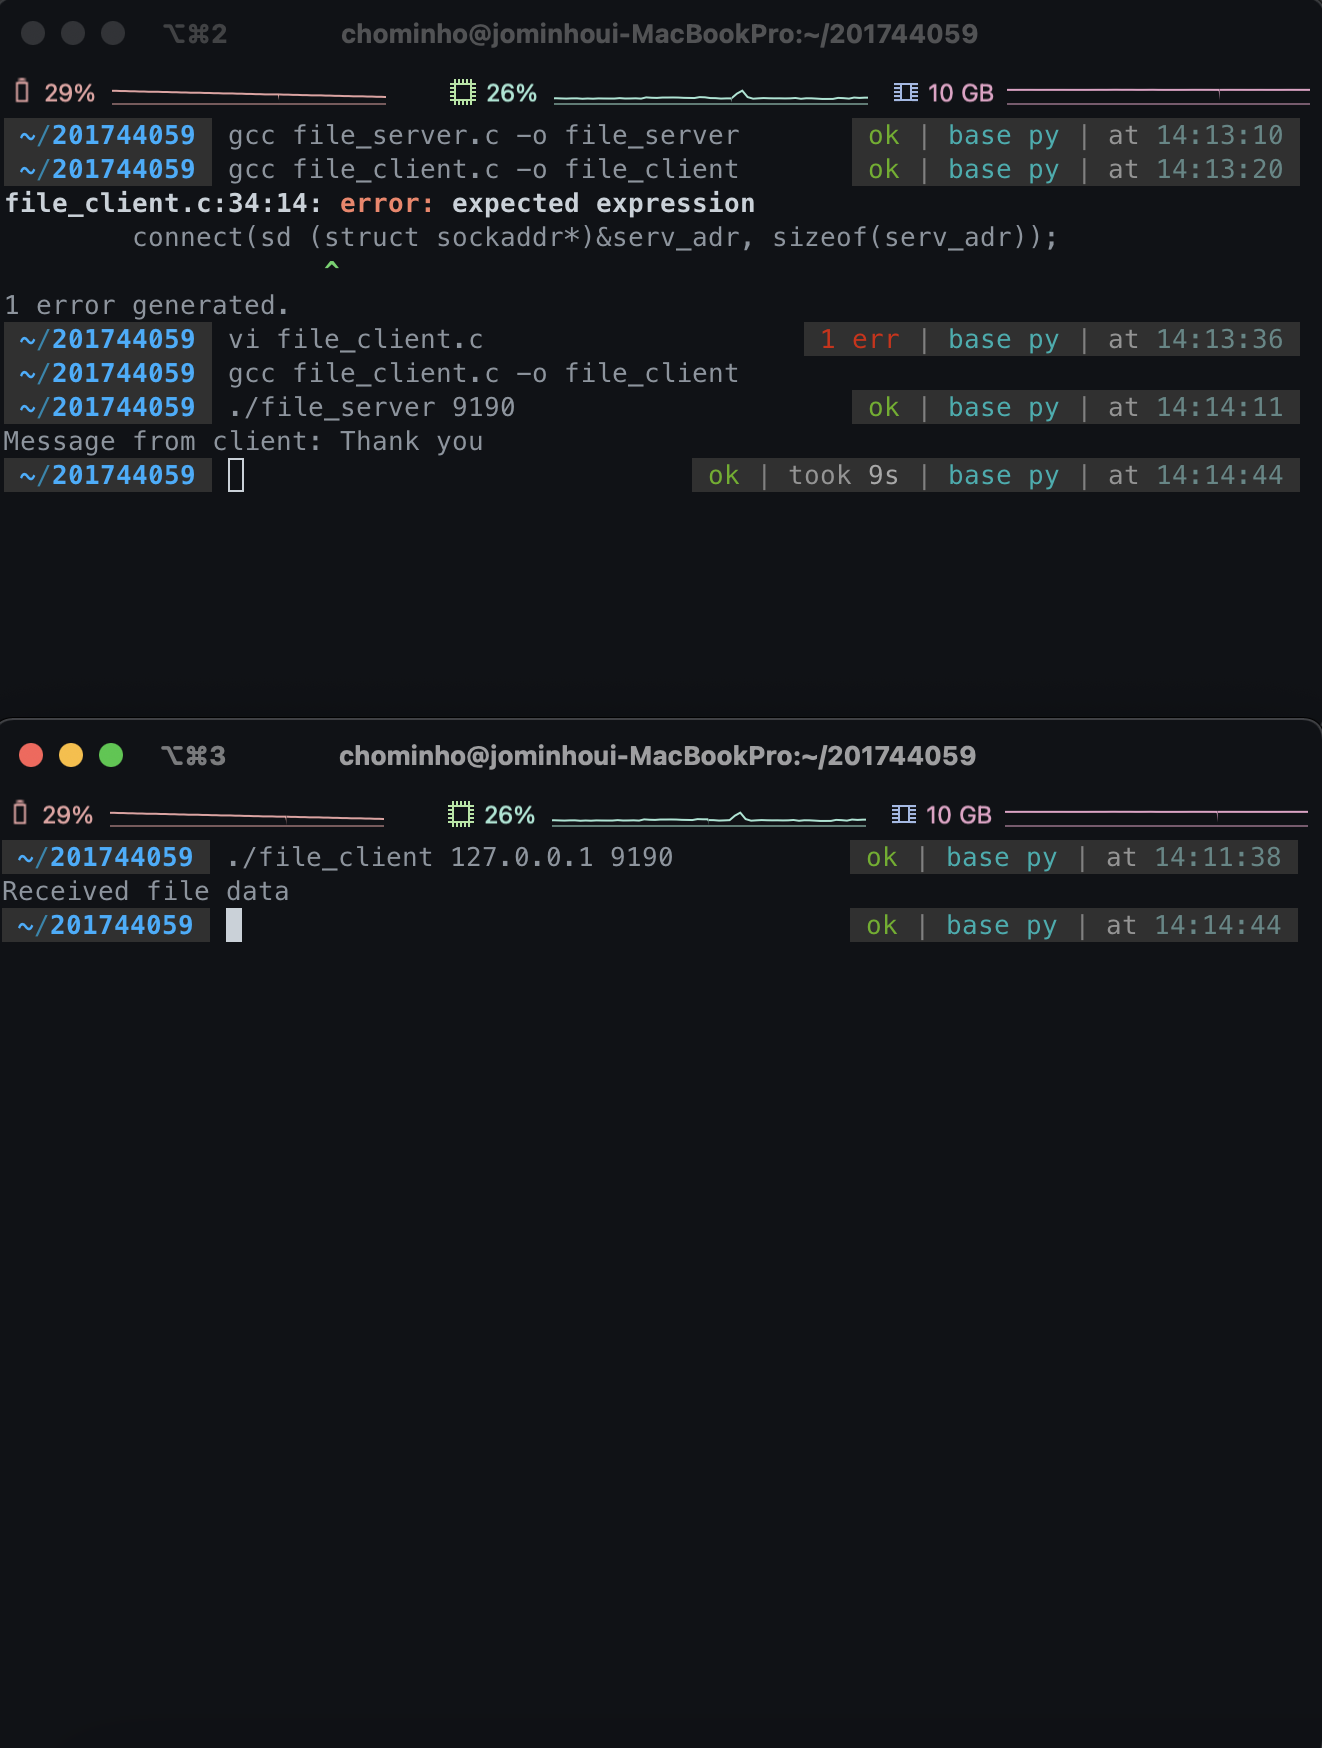 ⌥⌘2 chominho@jominhoui-MacBookPro:~/201744059
29% 26% 10 GB
~/201744059 gcc file_server.c -o file_server ok | base py | at 14:13:10
~/201744059 gcc file_client.c -o file_client ok | base py | at 14:13:20
file_client.c:34:14: error: expected expression
connect(sd (struct sockaddr*)&serv_adr, sizeof(serv_adr));
^
1 error generated.
~/201744059 vi file_client.c 1 err | base py | at 14:13:36
~/201744059 gcc file_client.c -o file_client
~/201744059 ./file_server 9190 ok | base py | at 14:14:11
Message from client: Thank you
~/201744059 ok | took 9s | base py | at 14:14:44
⌥⌘3 chominho@jominhoui-MacBookPro:~/201744059
29% 26% 10 GB
~/201744059 ./file_client 127.0.0.1 9190 ok | base py | at 14:11:38
Received file data
~/201744059 ok | base py | at 14:14:44